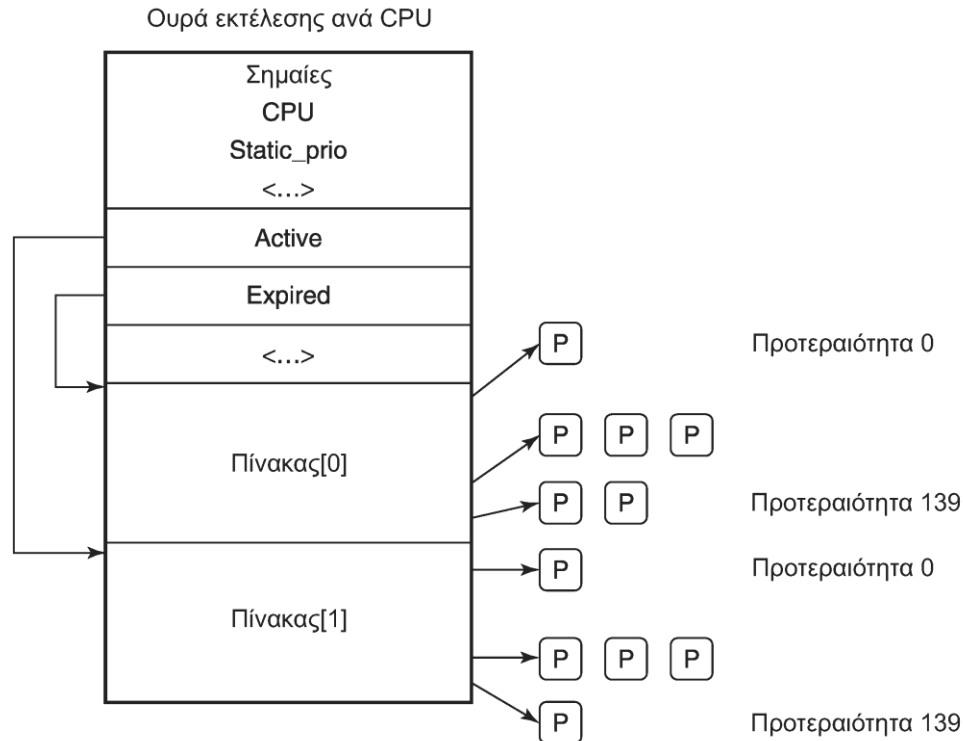 Ουρά εκτέλεσης ανά CPU
Σημαίες
CPU
Static_prio
<...>
Active
Expired
<...>
P Προτεραιότητα 0
P P P
Πίνακας[0]
P P Προτεραιότητα 139
P Προτεραιότητα 0
Πίνακας[1]
P P P
P Προτεραιότητα 139